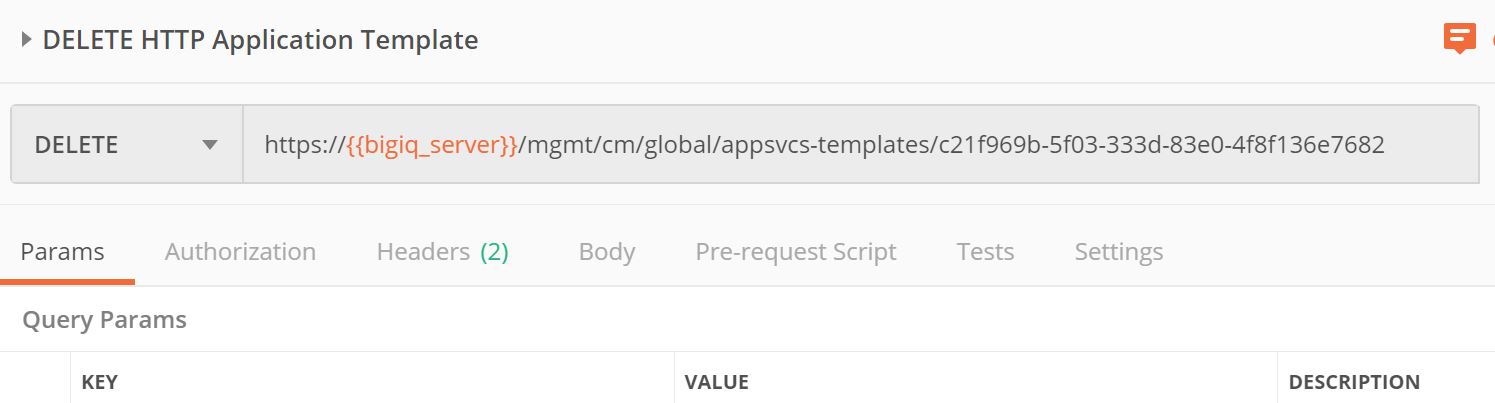 DELETE HTTP Application Template
DELETE https://{{bigiq_server}}/mgmt/cm/global/appsvcs-templates/c21f969b-5f03-333d-83e0-4f8f136e7682
Params Authorization Headers (2) Body Pre-request Script Tests Settings
Query Params
KEY VALUE DESCRIPTION